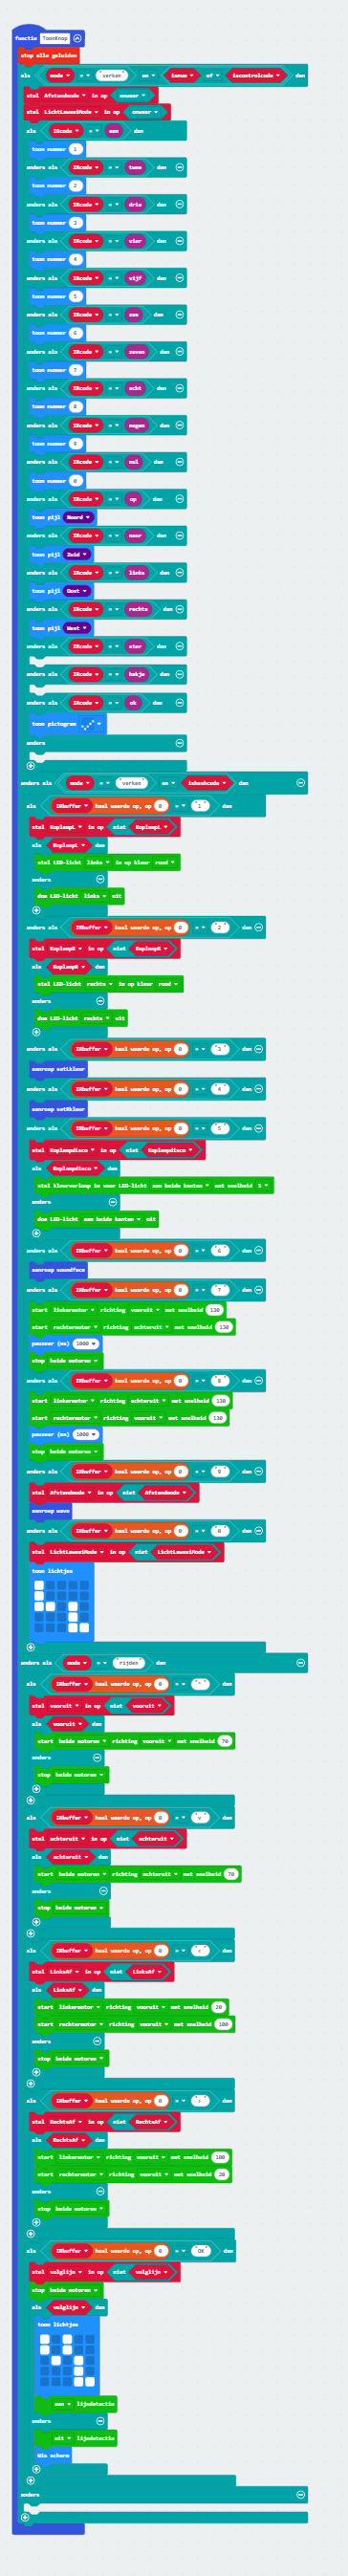 functie ToonKnop
stop alle geluiden
als mode = " verken " en isnum of iscontrolcode dan
stel Afstandmode in op onwaar
stel LichtLawaaiMode in op onwaar
als IRcode = een dan
toon nummer 1
anders als IRcode = twee dan
toon nummer 2
anders als IRcode = drie dan
toon nummer 3
anders als IRcode = vier dan
toon nummer 4
anders als IRcode = vijf dan
toon nummer 5
anders als IRcode = zes dan
toon nummer 6
anders als IRcode = zeven dan
toon nummer 7
anders als IRcode = acht dan
toon nummer 8
anders als IRcode = negen dan
toon nummer 9
anders als IRcode = nul dan
toon nummer 0
anders als IRcode = op dan
toon pijl Noord
anders als IRcode = neer dan
toon pijl Zuid
anders als IRcode = links dan
toon pijl Oost
anders als IRcode = rechts dan
toon pijl West
anders als IRcode = ster dan
anders als IRcode = hekje dan
anders als IRcode = ok dan
toon pictogram
anders
anders als mode = " verken " en ishashcode dan
als IRbuffer haal waarde op, op 0 = " 1 " dan
stel KoplampL in op niet KoplampL
als KoplampL dan
stel LED-licht links in op kleur rood
anders
doe LED-licht links uit
anders als IRbuffer haal waarde op, op 0 = " 2 " dan
stel KoplampR in op niet KoplampR
als KoplampR dan
stel LED-licht rechts in op kleur rood
anders
doe LED-licht rechts uit
anders als IRbuffer haal waarde op, op 0 = " 3 " dan
aanroep setLkleur
anders als IRbuffer haal waarde op, op 0 = " 4 " dan
aanroep setRkleur
anders als IRbuffer haal waarde op, op 0 = " 5 " dan
stel Koplampdisco in op niet Koplampdisco
als Koplampdisco dan
stel kleurverloop in voor LED-licht aan beide kanten met snelheid 5
anders
doe LED-licht aan beide kanten uit
anders als IRbuffer haal waarde op, op 0 = " 6 " dan
aanroep soundface
anders als IRbuffer haal waarde op, op 0 = " 7 " dan
start linkermotor richting vooruit met snelheid 130
start rechtermotor richting achteruit met snelheid 130
pauzeer (ms) 1000
stop beide motoren
anders als IRbuffer haal waarde op, op 0 = " 8 " dan
start linkermotor richting achteruit met snelheid 130
start rechtermotor richting vooruit met snelheid 130
pauzeer (ms) 1000
stop beide motoren
anders als IRbuffer haal waarde op, op 0 = " 9 " dan
stel Afstandmode in op niet Afstandmode
aanroep wave
anders als IRbuffer haal waarde op, op 0 = " 0 " dan
stel LichtLawaaiMode in op niet LichtLawaaiMode
toon lichtjes
anders als mode = " rijden " dan
als IRbuffer haal waarde op, op 0 = " ^ " dan
stel vooruit in op niet vooruit
als vooruit dan
start beide motoren richting vooruit met snelheid 70
anders
stop beide motoren
als IRbuffer haal waarde op, op 0 = " v " dan
stel achteruit in op niet achteruit
als achteruit dan
start beide motoren richting achteruit met snelheid 70
anders
stop beide motoren
als IRbuffer haal waarde op, op 0 = " < " dan
stel LinksAf in op niet LinksAf
als LinksAf dan
start linkermotor richting vooruit met snelheid 20
start rechtermotor richting vooruit met snelheid 100
anders
stop beide motoren
als IRbuffer haal waarde op, op 0 = " > " dan
stel RechtsAf in op niet RechtsAf
als RechtsAf dan
start linkermotor richting vooruit met snelheid 100
start rechtermotor richting vooruit met snelheid 20
anders
stop beide motoren
als IRbuffer haal waarde op, op 0 = " OK " dan
stel volglijn in op niet volglijn
stop beide motoren
als volglijn dan
toon lichtjes
aan lijndetectie
anders
uit lijndetectie
Wis scherm
anders